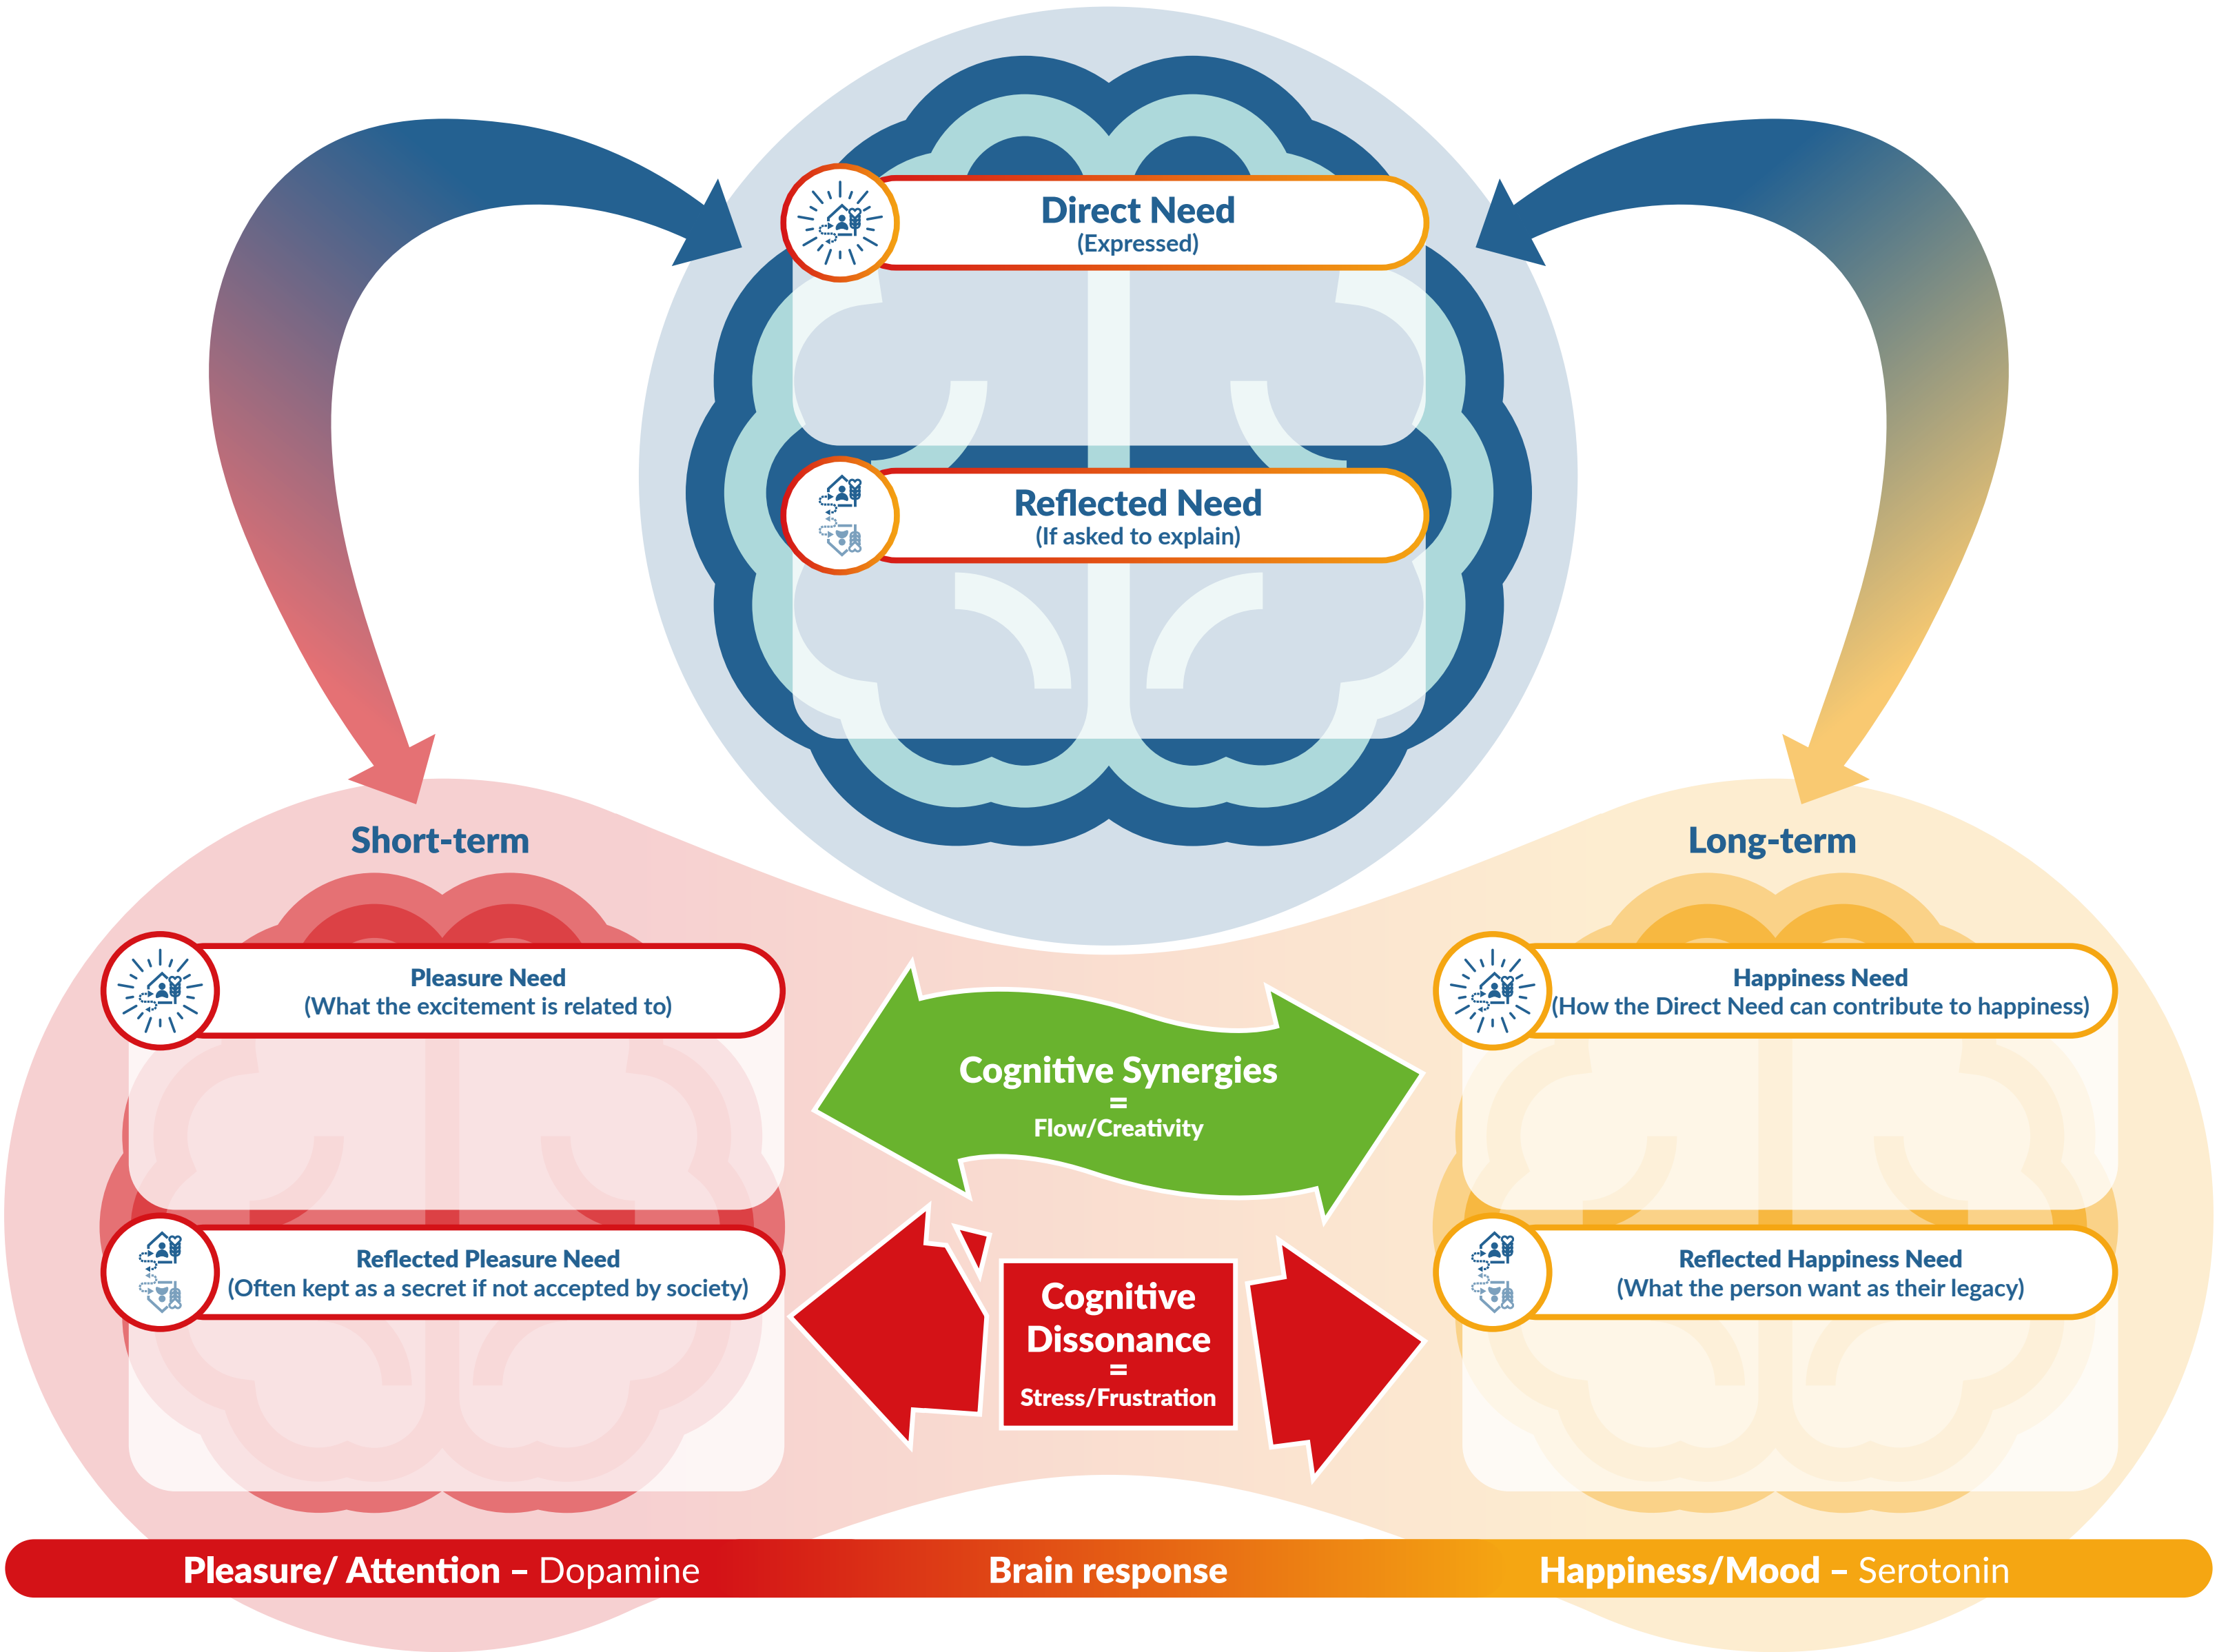 Direct Need
(Expressed)
Reflected Need
(If asked to explain)
Short-term
Long-term
Pleasure Need
(What the excitement is related to)
Happiness Need
(How the Direct Need can contribute to happiness)
Cognitive Synergies
=
Flow/Creativity
Reflected Pleasure Need
(Often kept as a secret if not accepted by society)
Cognitive
Dissonance
=
Stress/Frustration
Reflected Happiness Need
(What the person want as their legacy)
Pleasure/ Attention – Dopamine
Brain response
Happiness/Mood – Serotonin